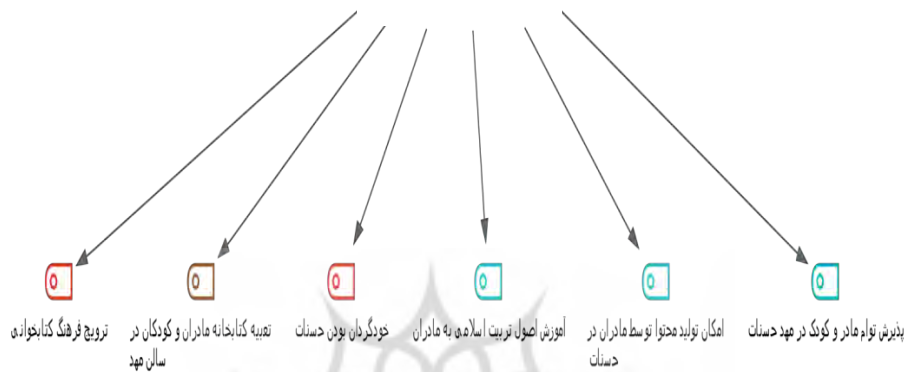 پذیرش توام مادر و کودک در مهد حسنات
امکان تولید محتوا توسط مادران در
حسنات
آموزش اصول تربیت اسلامی به مادران
خودگردان بودن حسنات
تعبیه کتابخانه مادران و کودکان در
سالن مهد
ترویج فرهنگ کتابخوانی